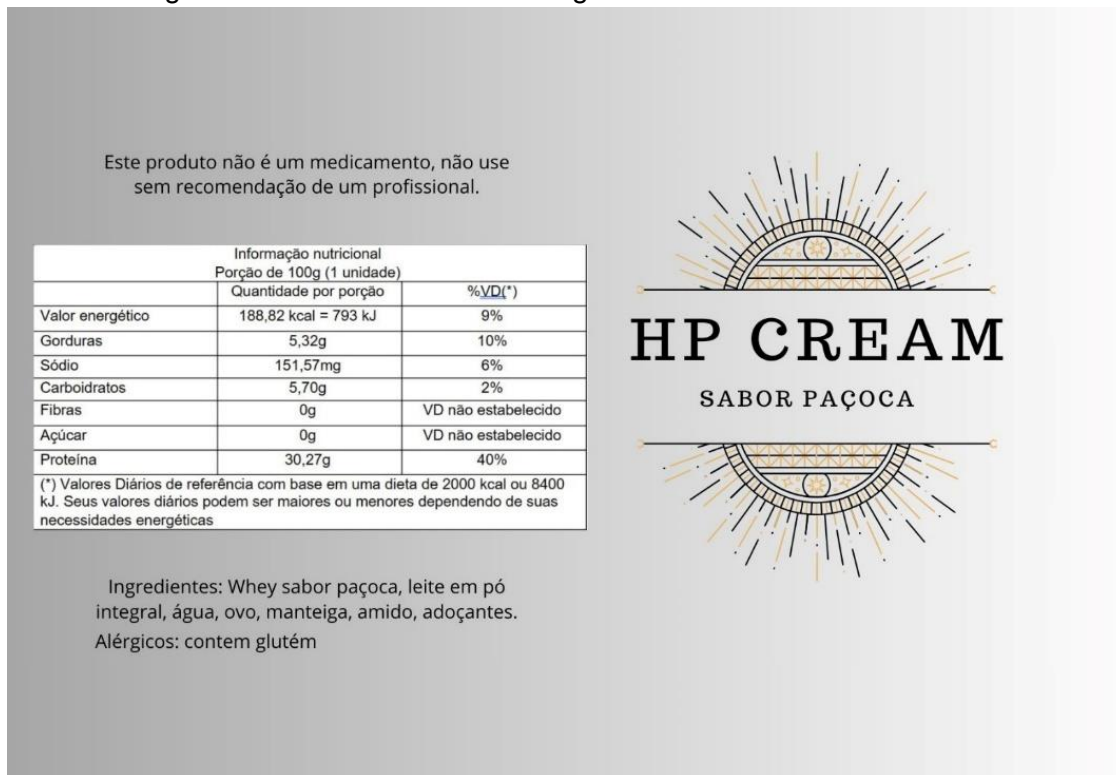 Este produto não é um medicamento, não use
sem recomendação de um profissional.
Informação nutricional
Porção de 100g (1 unidade)
Quantidade por porção %VD(*)
Valor energético 188,82 kcal = 793 kJ 9%
Gorduras 5,32g 10%
Sódio 151,57mg 6%
Carboidratos 5,70g 2%
Fibras 0g VD não estabelecido
Açúcar 0g VD não estabelecido
Proteína 30,27g 40%
(*) Valores Diários de referência com base em uma dieta de 2000 kcal ou 8400
kJ. Seus valores diários podem ser maiores ou menores dependendo de suas
necessidades energéticas
Ingredientes: Whey sabor paçoca, leite em pó
integral, água, ovo, manteiga, amido, adoçantes.
Alérgicos: contem glutém
HP CREAM
SABOR PAÇOCA